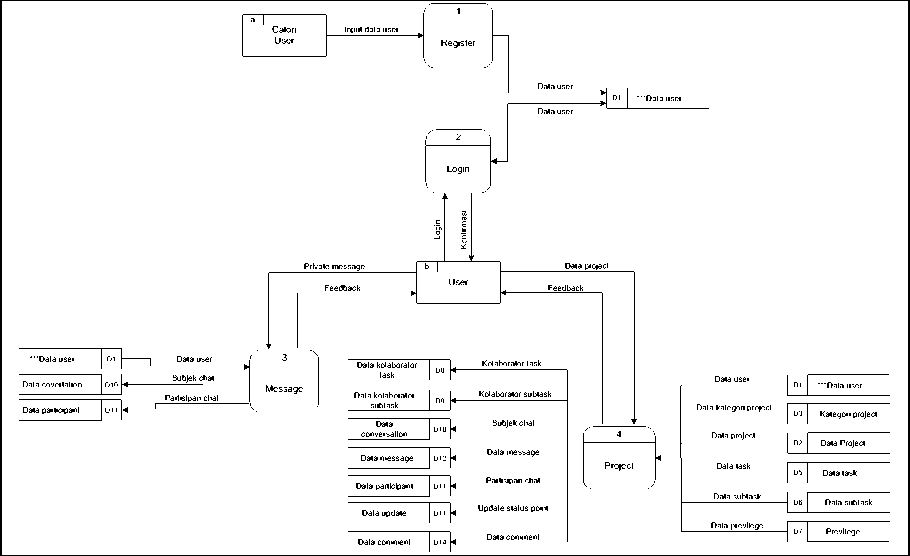 a
Calon
User
Input data user
1
Register
Data user
Data user
D1
***Data user
2
Login
Login
Konfirmasi
b
User
Private message
Feedback
Data project
Feedback
***Data user
D1
Data user
Data covertation
D10
Subjek chat
Data participant
D11
Partisipan chat
3
Message
Data kolaborator
task
Kolaborator task
Data kolaborator
subtask
D9
Kolaborator subtask
Data
conversation
D10
Subjek chat
Data message
D12
Data message
Data participant
D11
Partisipan chat
Data update
D11
Update status point
Data comment
D14
Data comment
4
Project
Data user
D1
***Data user
Data kategori project
D3
Kategori project
Data project
D2
Data Project
Data task
D5
Data task
Data subtask
D6
Data subtask
Data previlege
D7
Previlege